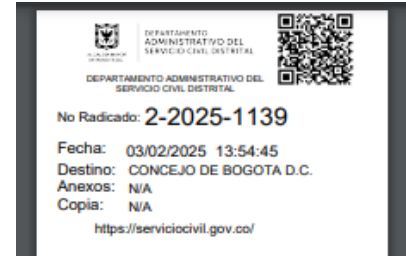 DEPARTAMENTO
ADMINISTRATIVO DEL
SERVICIO CIVIL DISTRITAL
DEPARTAMENTO ADMINISTRATIVO DEL
SERVICIO CIVIL DISTRITAL
No Radicado: 2-2025-1139
Fecha: 03/02/2025 13:54:45
Destino: CONCEJO DE BOGOTA D.C.
Anexos: N/A
Copia: N/A
https://serviciocivil.gov.co/